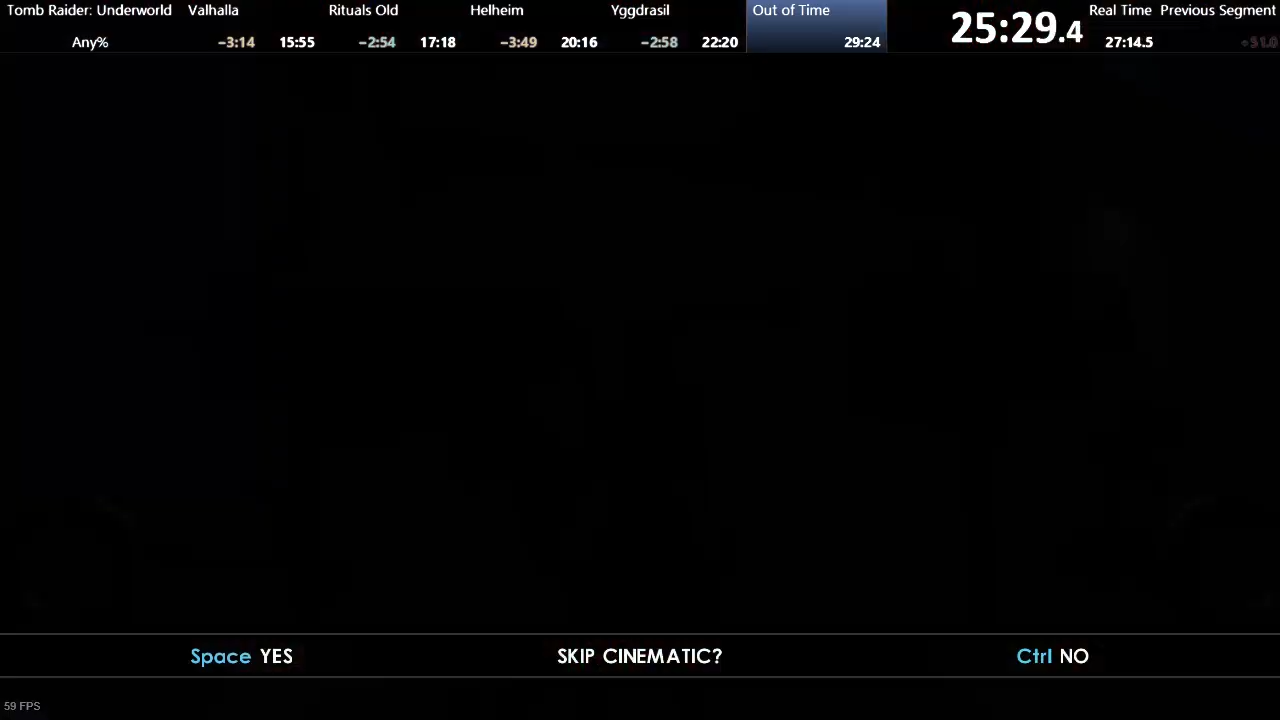 Tomb Raider: Underworld Valhalla Rituals Old Helheim Yggdrasil Out of Time 25:29.4 Real Time Previous Segment
Any% −3:14 15:55 −2:54 17:18 −3:49 20:16 −2:58 22:20 29:24 27:14.5
Space YES SKIP CINEMATIC? Ctrl NO
59 FPS